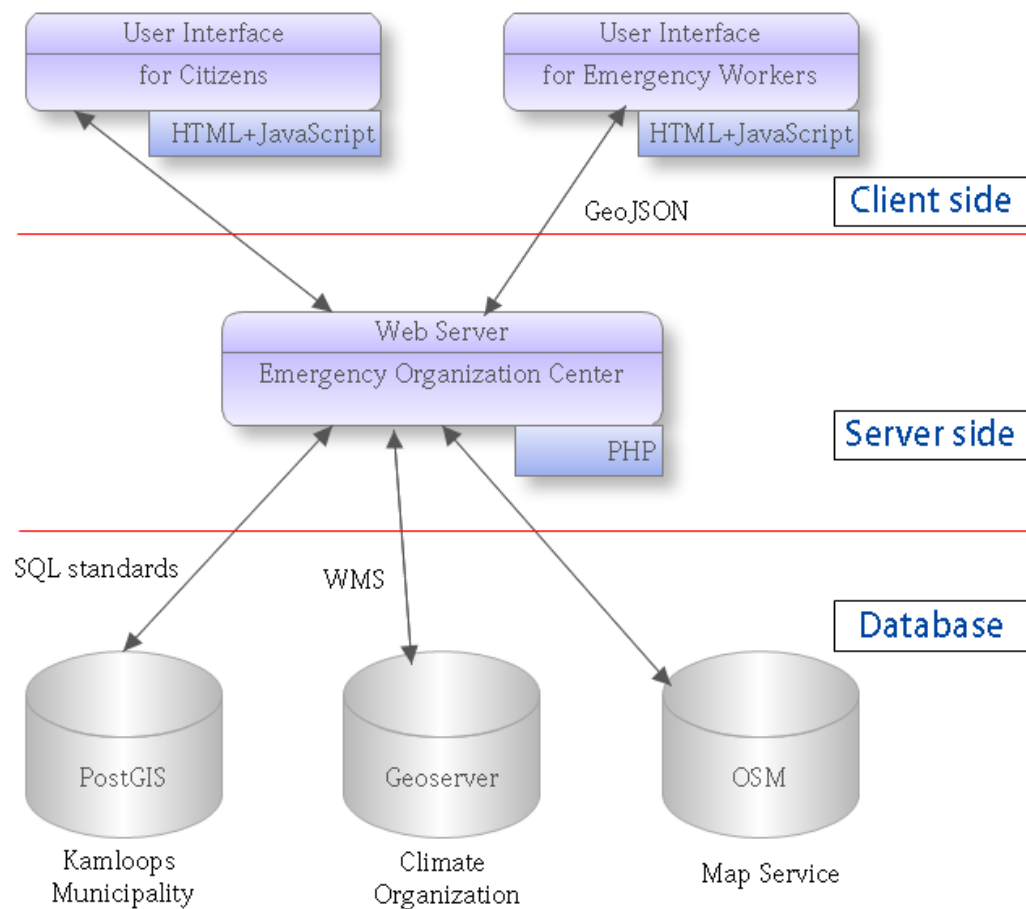 User Interface
for Citizens
HTML+JavaScript
User Interface
for Emergency Workers
HTML+JavaScript
GeoJSON
Client side
Web Server
Emergency Organization Center
PHP
Server side
SQL standards
WMS
Database
PostGIS
Geoserver
OSM
Kamloops
Municipality
Climate
Organization
Map Service